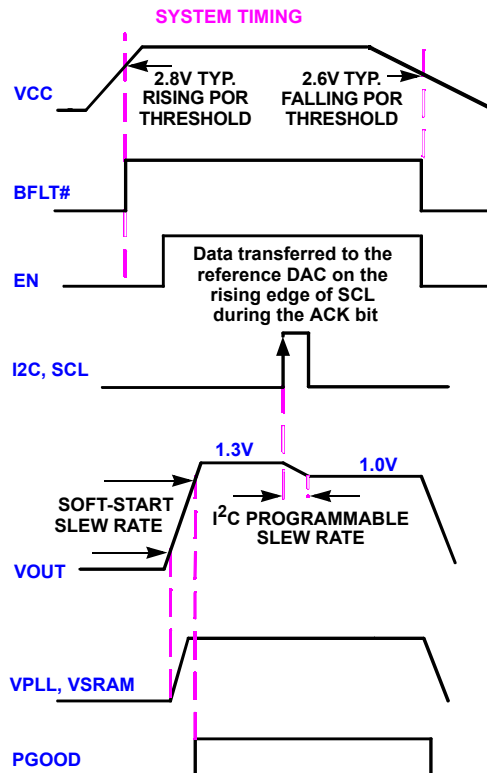 SYSTEM TIMING
VCC
2.8V TYP.
RISING POR
THRESHOLD
2.6V TYP.
FALLING POR
THRESHOLD
BFLT#
EN
Data transferred to the
reference DAC on the
rising edge of SCL
during the ACK bit
I2C, SCL
1.3V
1.0V
SOFT-START
SLEW RATE
I²C PROGRAMMABLE
SLEW RATE
VOUT
VPLL, VSRAM
PGOOD